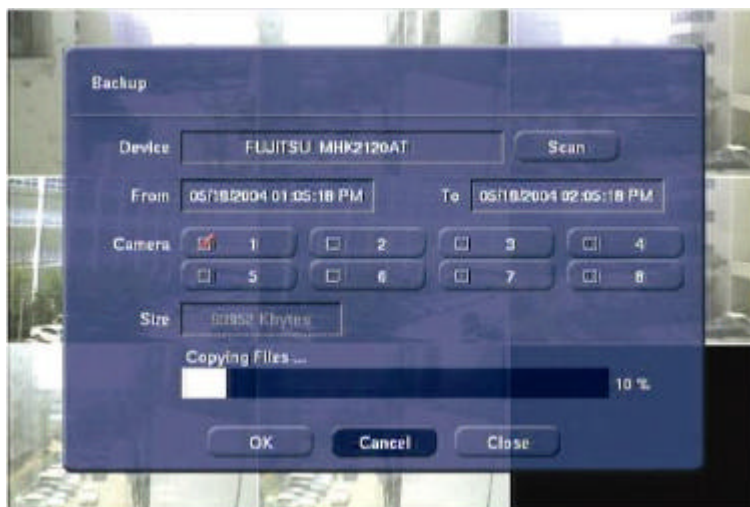 Backup
Device FUJITSU MHK2120AT Scan
From 05/18/2004 01:05:18 PM To 05/18/2004 02:05:18 PM
Camera 1 2 3 4
5 6 7 8
Size Kbytes
Copying Files ...
10 %
OK Cancel Close